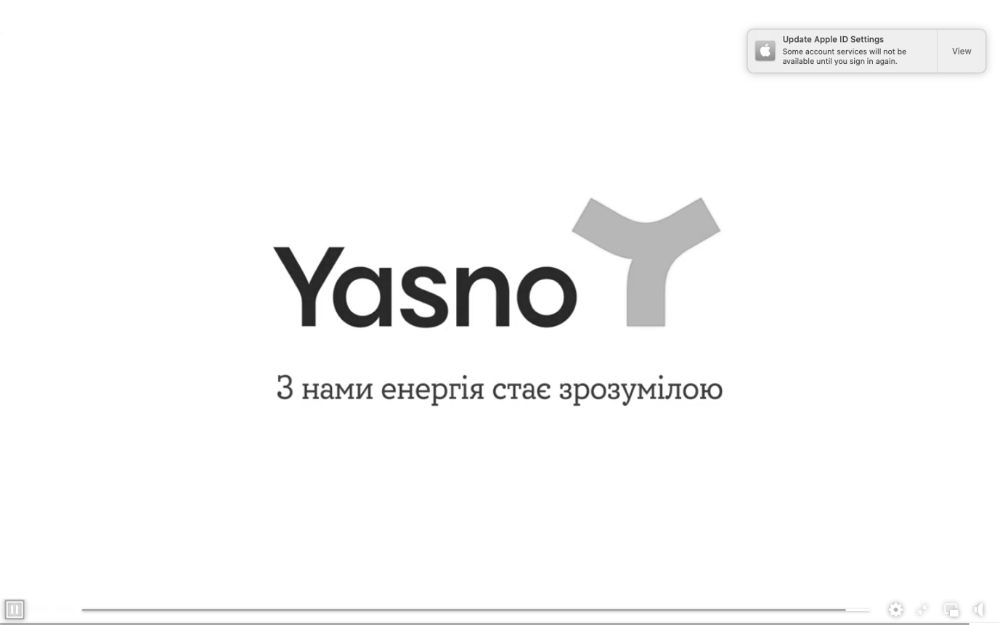 Update Apple ID Settings
Some account services will not be
available until you sign in again.
View
Yasno
З нами енергія стає зрозумілою